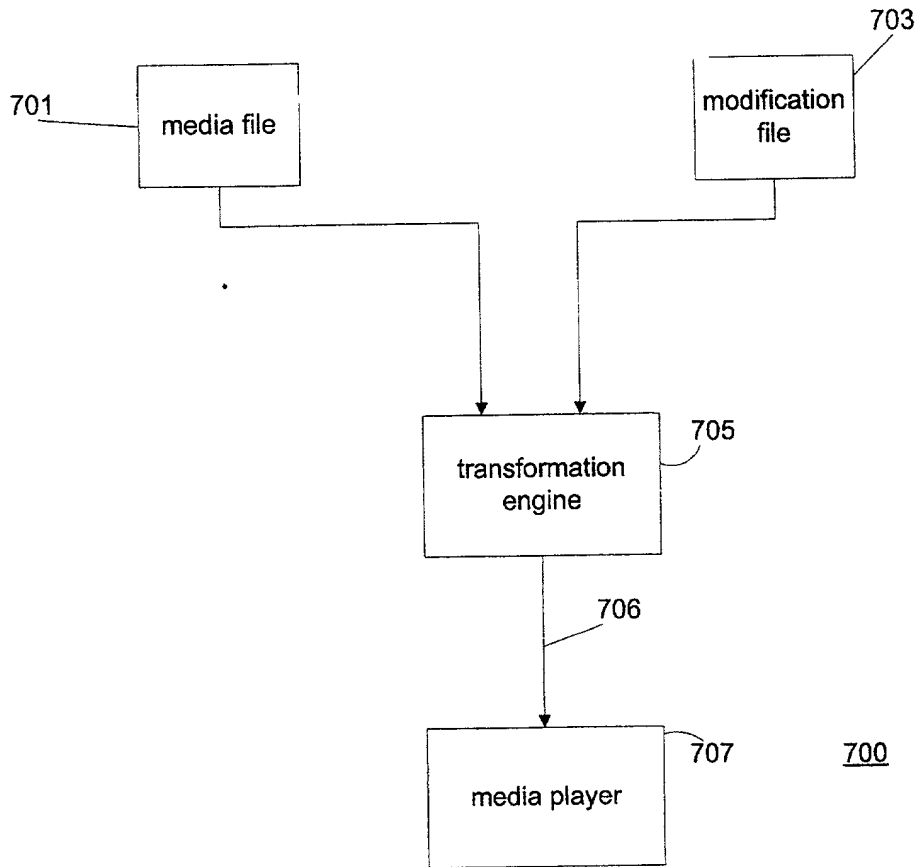 703
701
media file
modification
file
705
transformation
engine
706
707
700
media player